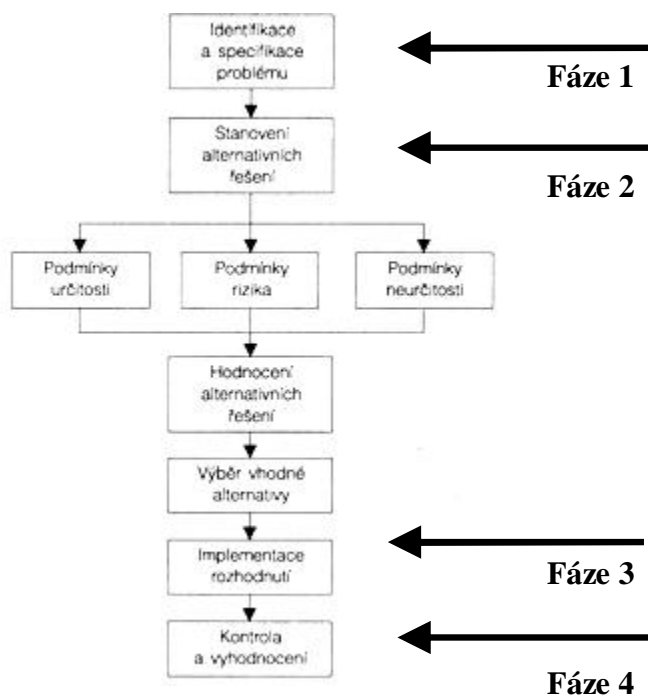 Identifikace
a specifikace
problému
Fáze 1
Stanovení
alternativních
řešení
Fáze 2
Podmínky
určitosti
Podmínky
rizika
Podmínky
neurčitosti
Hodnocení
alternativních
řešení
Výběr vhodné
alternativy
Implementace
rozhodnutí
Fáze 3
Kontrola
a vyhodnocení
Fáze 4